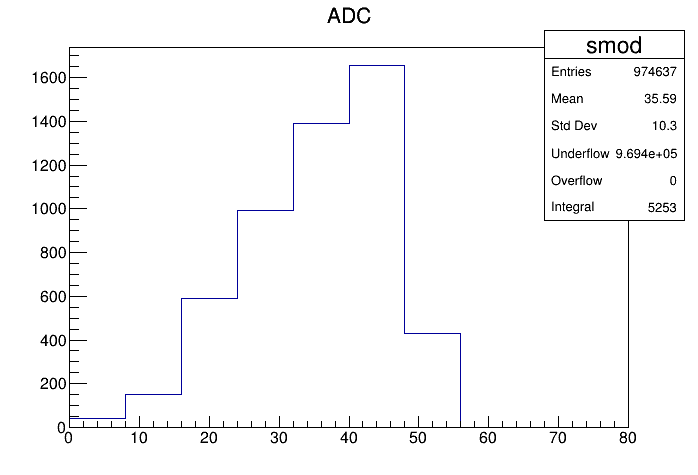 ADC
smod
Entries 974637
Mean 35.59
Std Dev 10.3
Underflow 9.694e+05
Overflow 0
Integral 5253
1600
1400
1200
1000
800
600
400
200
0
0 10 20 30 40 50 60 70 80